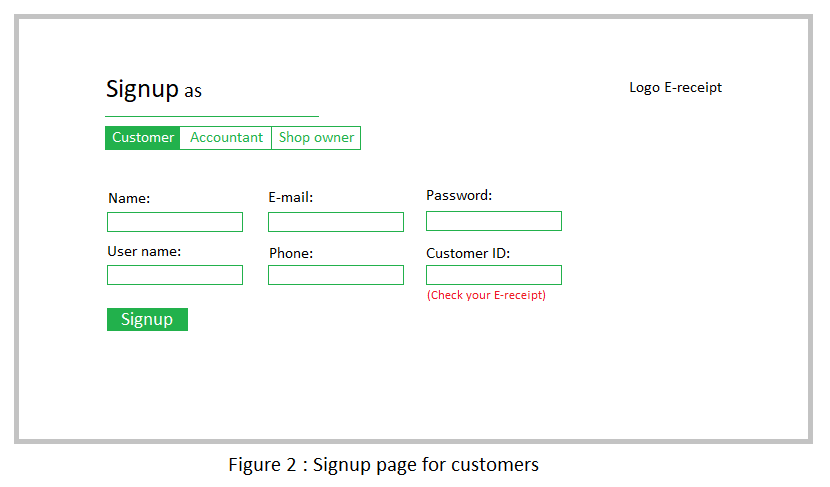 Signup as
Logo E-receipt
Customer Accountant Shop owner
Name: E-mail: Password:
User name: Phone: Customer ID:
(Check your E-receipt)
Signup
Figure 2 : Signup page for customers